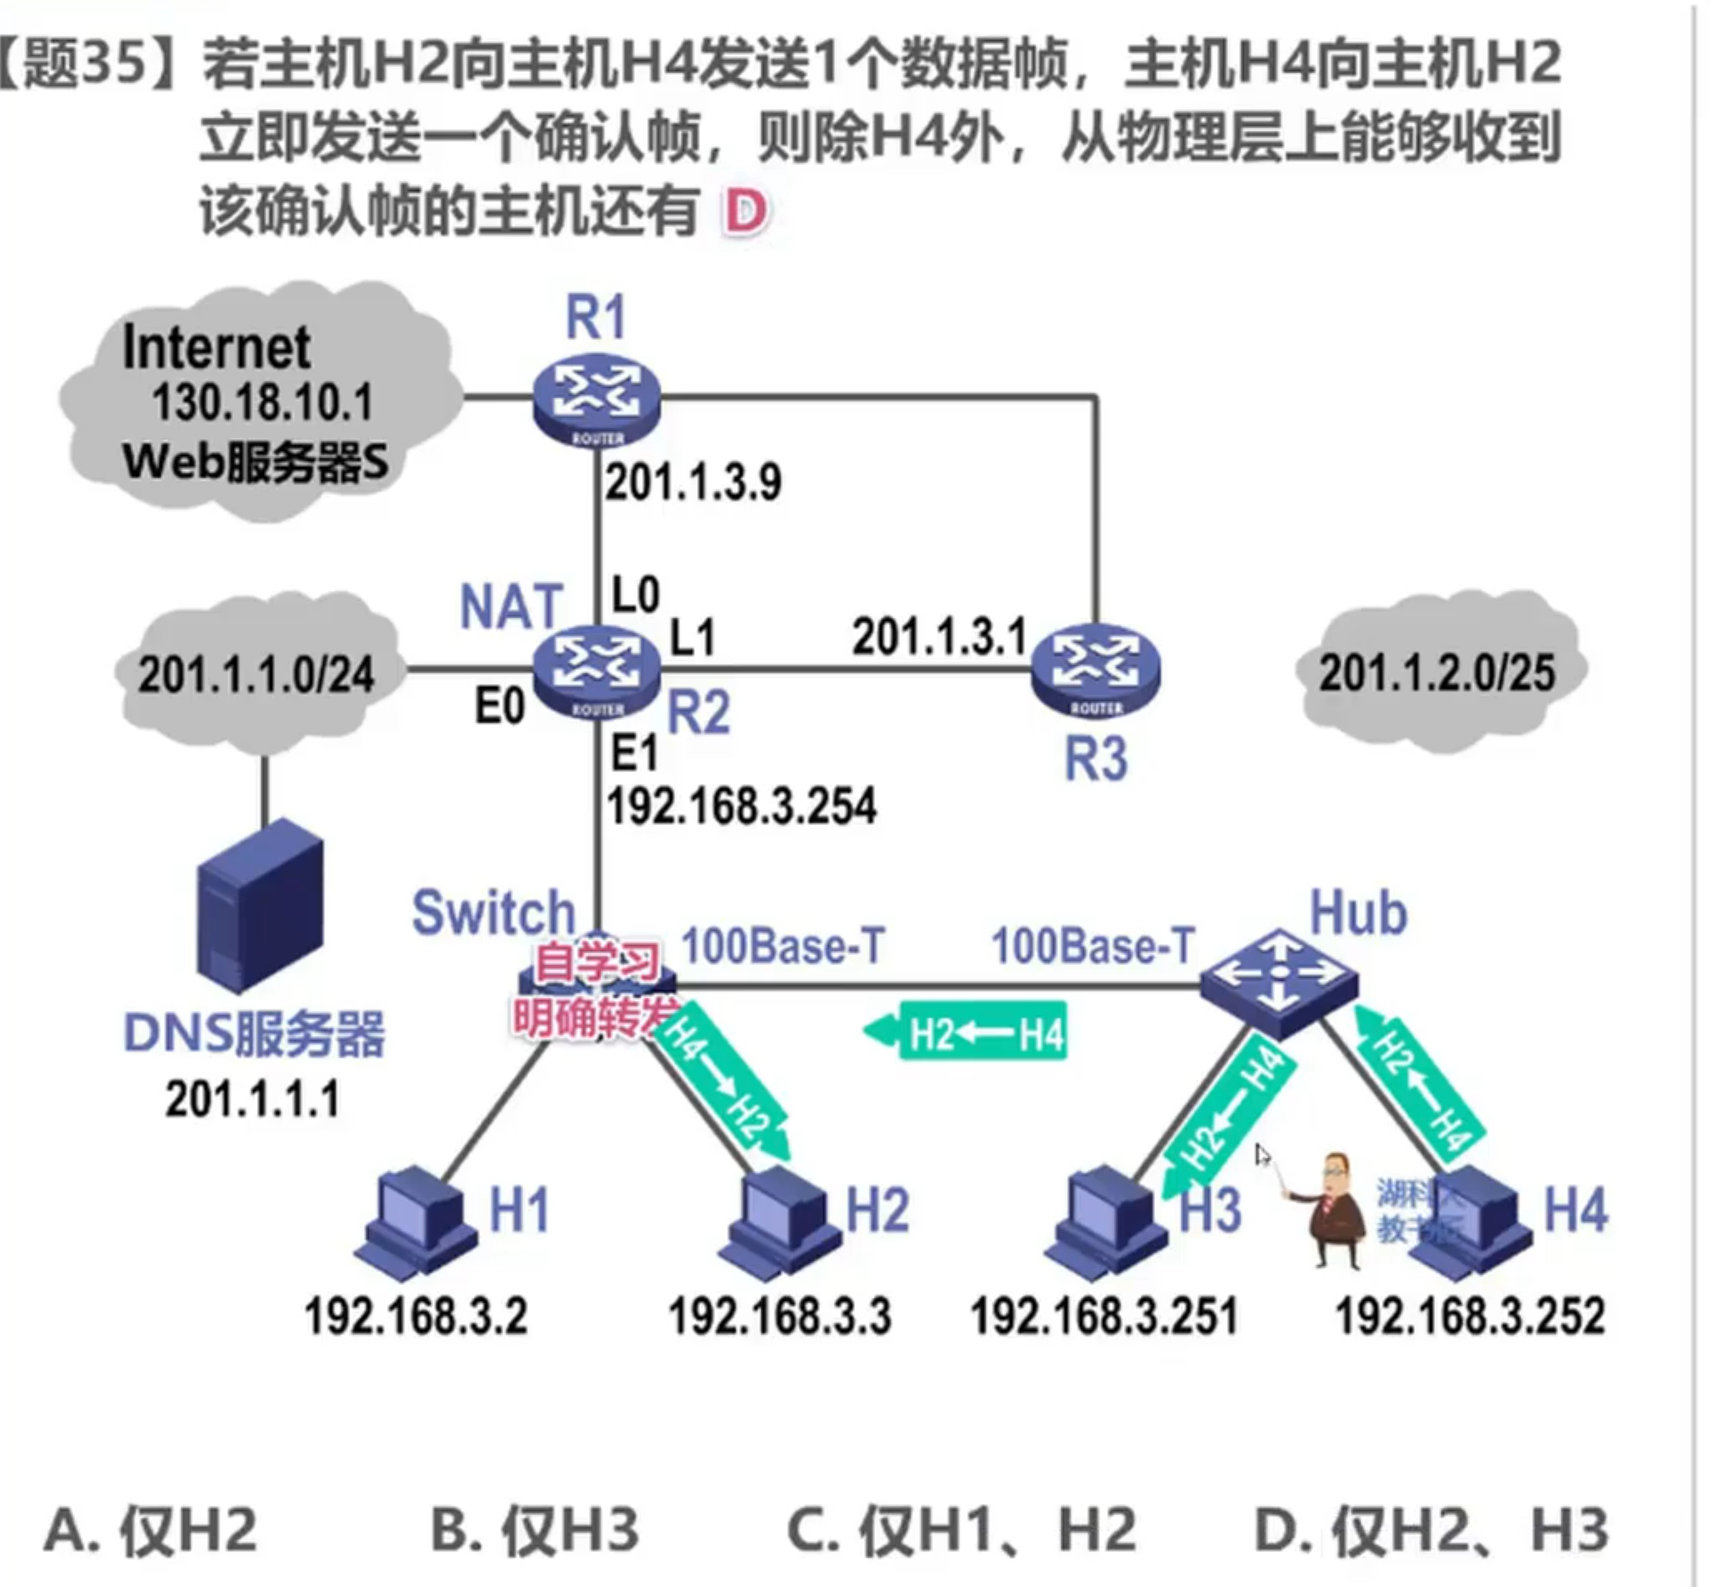 【题35】若主机H2向主机H4发送1个数据帧，主机H4向主机H2
立即发送一个确认帧，则除H4外，从物理层上能够收到
该确认帧的主机还有 D
R1
Internet
130.18.10.1
Web服务器S
ROUTER
201.1.3.9
NAT
L0
L1
201.1.3.1
201.1.1.0/24
201.1.2.0/25
E0
ROUTER
R2
ROUTER
R3
E1
192.168.3.254
Switch
自学习
明确转发
100Base-T
100Base-T
Hub
DNS服务器
201.1.1.1
H4→H2
H2←H4
H2←H4
H2←H4
H1
H2
H3
湖科大
教书匠
H4
192.168.3.2
192.168.3.3
192.168.3.251
192.168.3.252
A. 仅H2
B. 仅H3
C. 仅H1、H2
D. 仅H2、H3